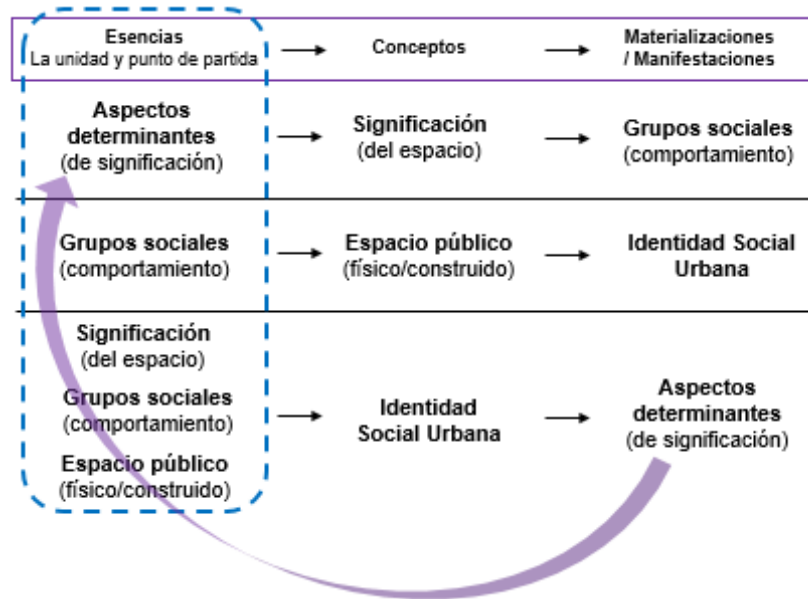 Esencias
La unidad y punto de partida
Conceptos
Materializaciones
/ Manifestaciones
Aspectos
determinantes
(de significación)
Significación
(del espacio)
Grupos sociales
(comportamiento)
Grupos sociales
(comportamiento)
Espacio público
(físico/construido)
Identidad Social
Urbana
Significación
(del espacio)
Grupos sociales
(comportamiento)
Espacio público
(físico/construido)
Identidad
Social Urbana
Aspectos
determinantes
(de significación)